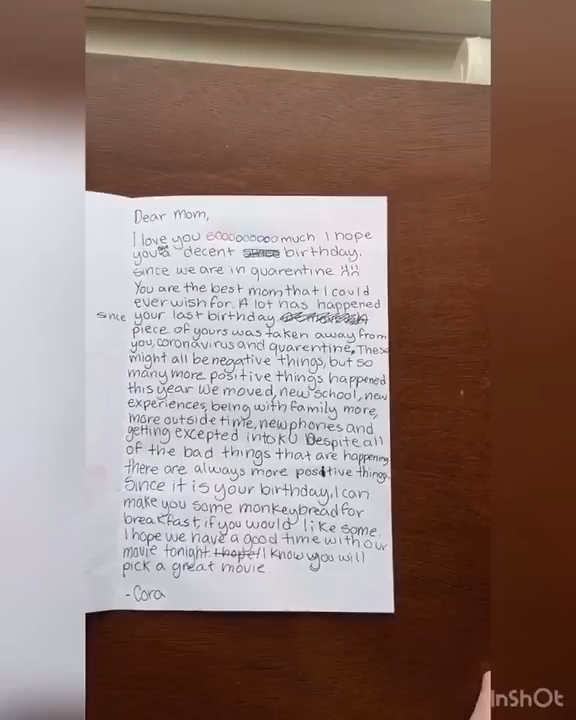 Dear Mom,
I love you soooooooooo much I hope
you a decent birthday,
since we are in quarentine.
You are the best mom that I could
ever wish for. A lot has happened
since your last birthday
piece of yours was taken away from
you, coronavirus and quarentine. These
might all be negative things, but so
many more positive things happened
this year We moved, new school, new
experiences, being with family more,
more outside time, new phones and
getting excepted into KU Despite all
of the bad things that are happening
there are always more positive things.
Since it is your birthday, I can
make you some monkeybread for
breakfast, if you would like some.
I hope we have a good time with our
movie tonight I hope I know you will
pick a great movie.
-Cora
InShOt